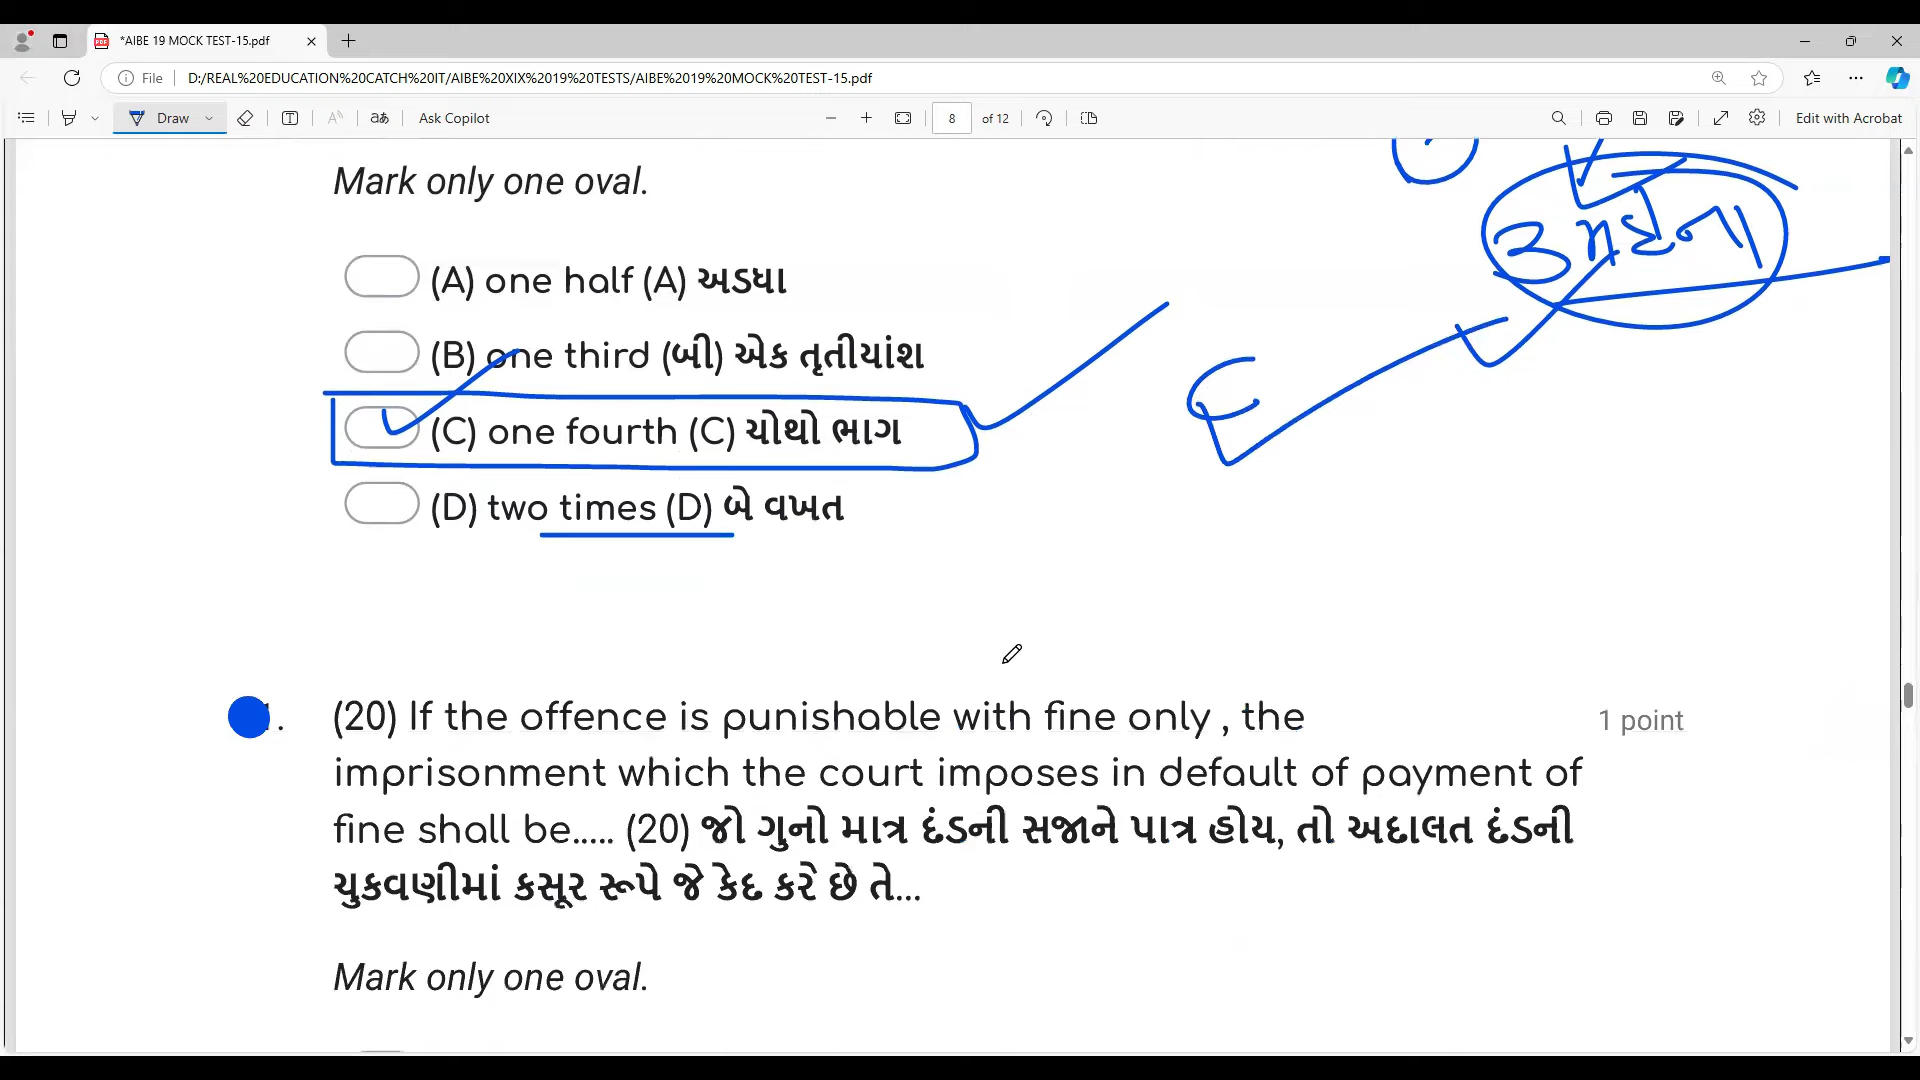 *AIBE 19 MOCK TEST-15.pdf
File
D:/REAL%20EDUCATION%20CATCH%20IT/AIBE%20XIX%2019%20TESTS/AIBE%2019%20MOCK%20TEST-15.pdf
Draw
Ask Copilot
8 of 12
Edit with Acrobat
Mark only one oval.
3 મહિના
(A) one half (A) અડધા
(B) one third (બી) એક તૃતીયાંશ
(C) one fourth (C) ચોથો ભાગ
C
(D) two times (D) બે વખત
(20) If the offence is punishable with fine only , the
1 point
imprisonment which the court imposes in default of payment of
fine shall be..... (20) જો ગુનો માત્ર દંડની સજાને પાત્ર હોય, તો અદાલત દંડની
ચુકવણીમાં કસૂર રૂપે જે કેદ કરે છે તે...
Mark only one oval.